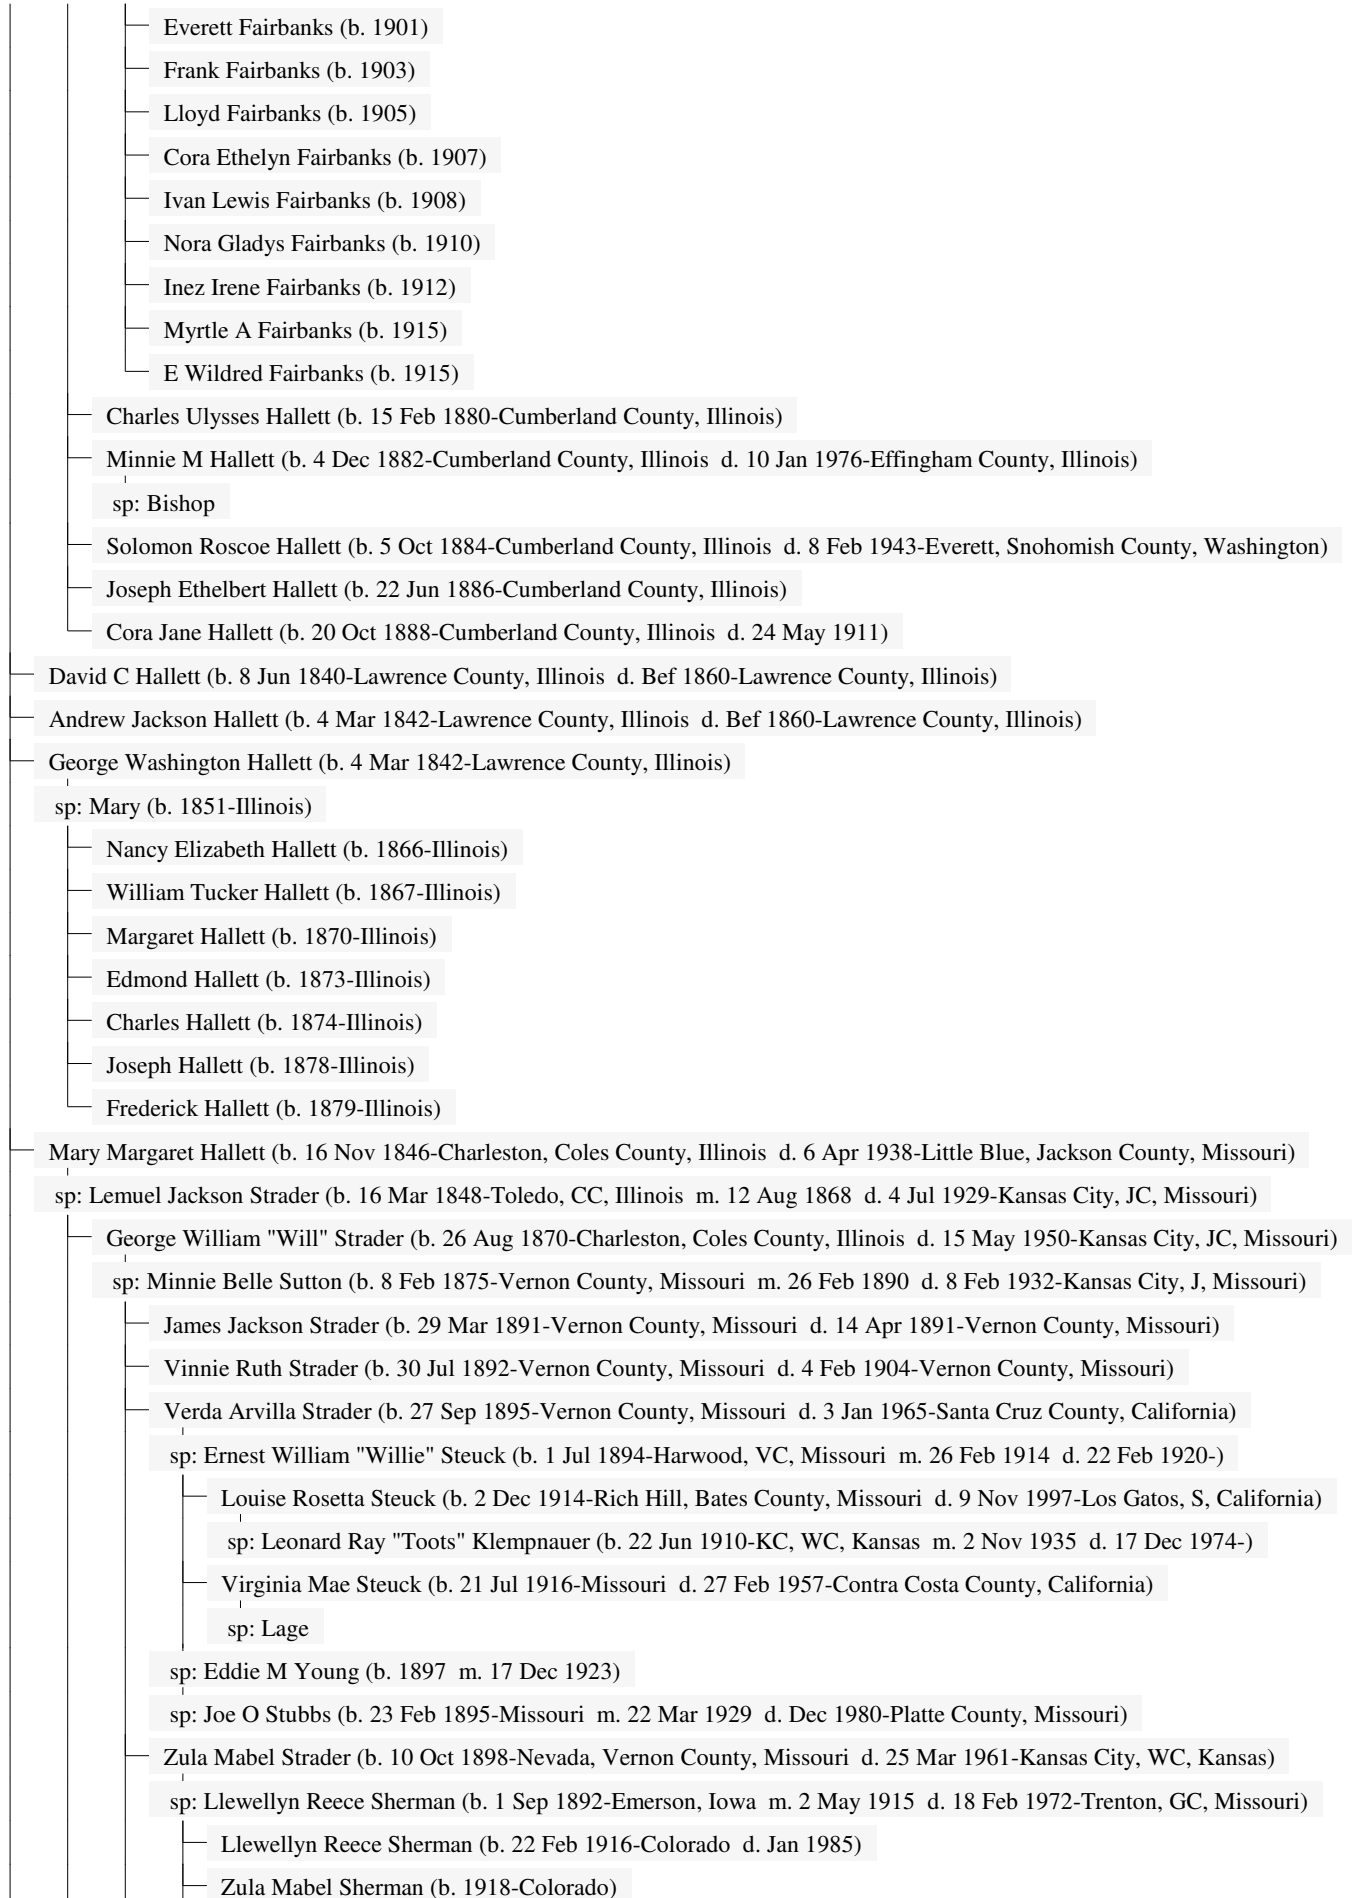 Everett Fairbanks (b. 1901)
Frank Fairbanks (b. 1903)
Lloyd Fairbanks (b. 1905)
Cora Ethelyn Fairbanks (b. 1907)
Ivan Lewis Fairbanks (b. 1908)
Nora Gladys Fairbanks (b. 1910)
Inez Irene Fairbanks (b. 1912)
Myrtle A Fairbanks (b. 1915)
E Wildred Fairbanks (b. 1915)
Charles Ulysses Hallett (b. 15 Feb 1880-Cumberland County, Illinois)
Minnie M Hallett (b. 4 Dec 1882-Cumberland County, Illinois  d. 10 Jan 1976-Effingham County, Illinois)
sp: Bishop
Solomon Roscoe Hallett (b. 5 Oct 1884-Cumberland County, Illinois  d. 8 Feb 1943-Everett, Snohomish County, Washington)
Joseph Ethelbert Hallett (b. 22 Jun 1886-Cumberland County, Illinois)
Cora Jane Hallett (b. 20 Oct 1888-Cumberland County, Illinois  d. 24 May 1911)
David C Hallett (b. 8 Jun 1840-Lawrence County, Illinois  d. Bef 1860-Lawrence County, Illinois)
Andrew Jackson Hallett (b. 4 Mar 1842-Lawrence County, Illinois  d. Bef 1860-Lawrence County, Illinois)
George Washington Hallett (b. 4 Mar 1842-Lawrence County, Illinois)
sp: Mary (b. 1851-Illinois)
Nancy Elizabeth Hallett (b. 1866-Illinois)
William Tucker Hallett (b. 1867-Illinois)
Margaret Hallett (b. 1870-Illinois)
Edmond Hallett (b. 1873-Illinois)
Charles Hallett (b. 1874-Illinois)
Joseph Hallett (b. 1878-Illinois)
Frederick Hallett (b. 1879-Illinois)
Mary Margaret Hallett (b. 16 Nov 1846-Charleston, Coles County, Illinois  d. 6 Apr 1938-Little Blue, Jackson County, Missouri)
sp: Lemuel Jackson Strader (b. 16 Mar 1848-Toledo, CC, Illinois  m. 12 Aug 1868  d. 4 Jul 1929-Kansas City, JC, Missouri)
George William "Will" Strader (b. 26 Aug 1870-Charleston, Coles County, Illinois  d. 15 May 1950-Kansas City, JC, Missouri)
sp: Minnie Belle Sutton (b. 8 Feb 1875-Vernon County, Missouri  m. 26 Feb 1890  d. 8 Feb 1932-Kansas City, J, Missouri)
James Jackson Strader (b. 29 Mar 1891-Vernon County, Missouri  d. 14 Apr 1891-Vernon County, Missouri)
Vinnie Ruth Strader (b. 30 Jul 1892-Vernon County, Missouri  d. 4 Feb 1904-Vernon County, Missouri)
Verda Arvilla Strader (b. 27 Sep 1895-Vernon County, Missouri  d. 3 Jan 1965-Santa Cruz County, California)
sp: Ernest William "Willie" Steuck (b. 1 Jul 1894-Harwood, VC, Missouri  m. 26 Feb 1914  d. 22 Feb 1920-)
Louise Rosetta Steuck (b. 2 Dec 1914-Rich Hill, Bates County, Missouri  d. 9 Nov 1997-Los Gatos, S, California)
sp: Leonard Ray "Toots" Klempnauer (b. 22 Jun 1910-KC, WC, Kansas  m. 2 Nov 1935  d. 17 Dec 1974-)
Virginia Mae Steuck (b. 21 Jul 1916-Missouri  d. 27 Feb 1957-Contra Costa County, California)
sp: Lage
sp: Eddie M Young (b. 1897  m. 17 Dec 1923)
sp: Joe O Stubbs (b. 23 Feb 1895-Missouri  m. 22 Mar 1929  d. Dec 1980-Platte County, Missouri)
Zula Mabel Strader (b. 10 Oct 1898-Nevada, Vernon County, Missouri  d. 25 Mar 1961-Kansas City, WC, Kansas)
sp: Llewellyn Reece Sherman (b. 1 Sep 1892-Emerson, Iowa  m. 2 May 1915  d. 18 Feb 1972-Trenton, GC, Missouri)
Llewellyn Reece Sherman (b. 22 Feb 1916-Colorado  d. Jan 1985)
Zula Mabel Sherman (b. 1918-Colorado)